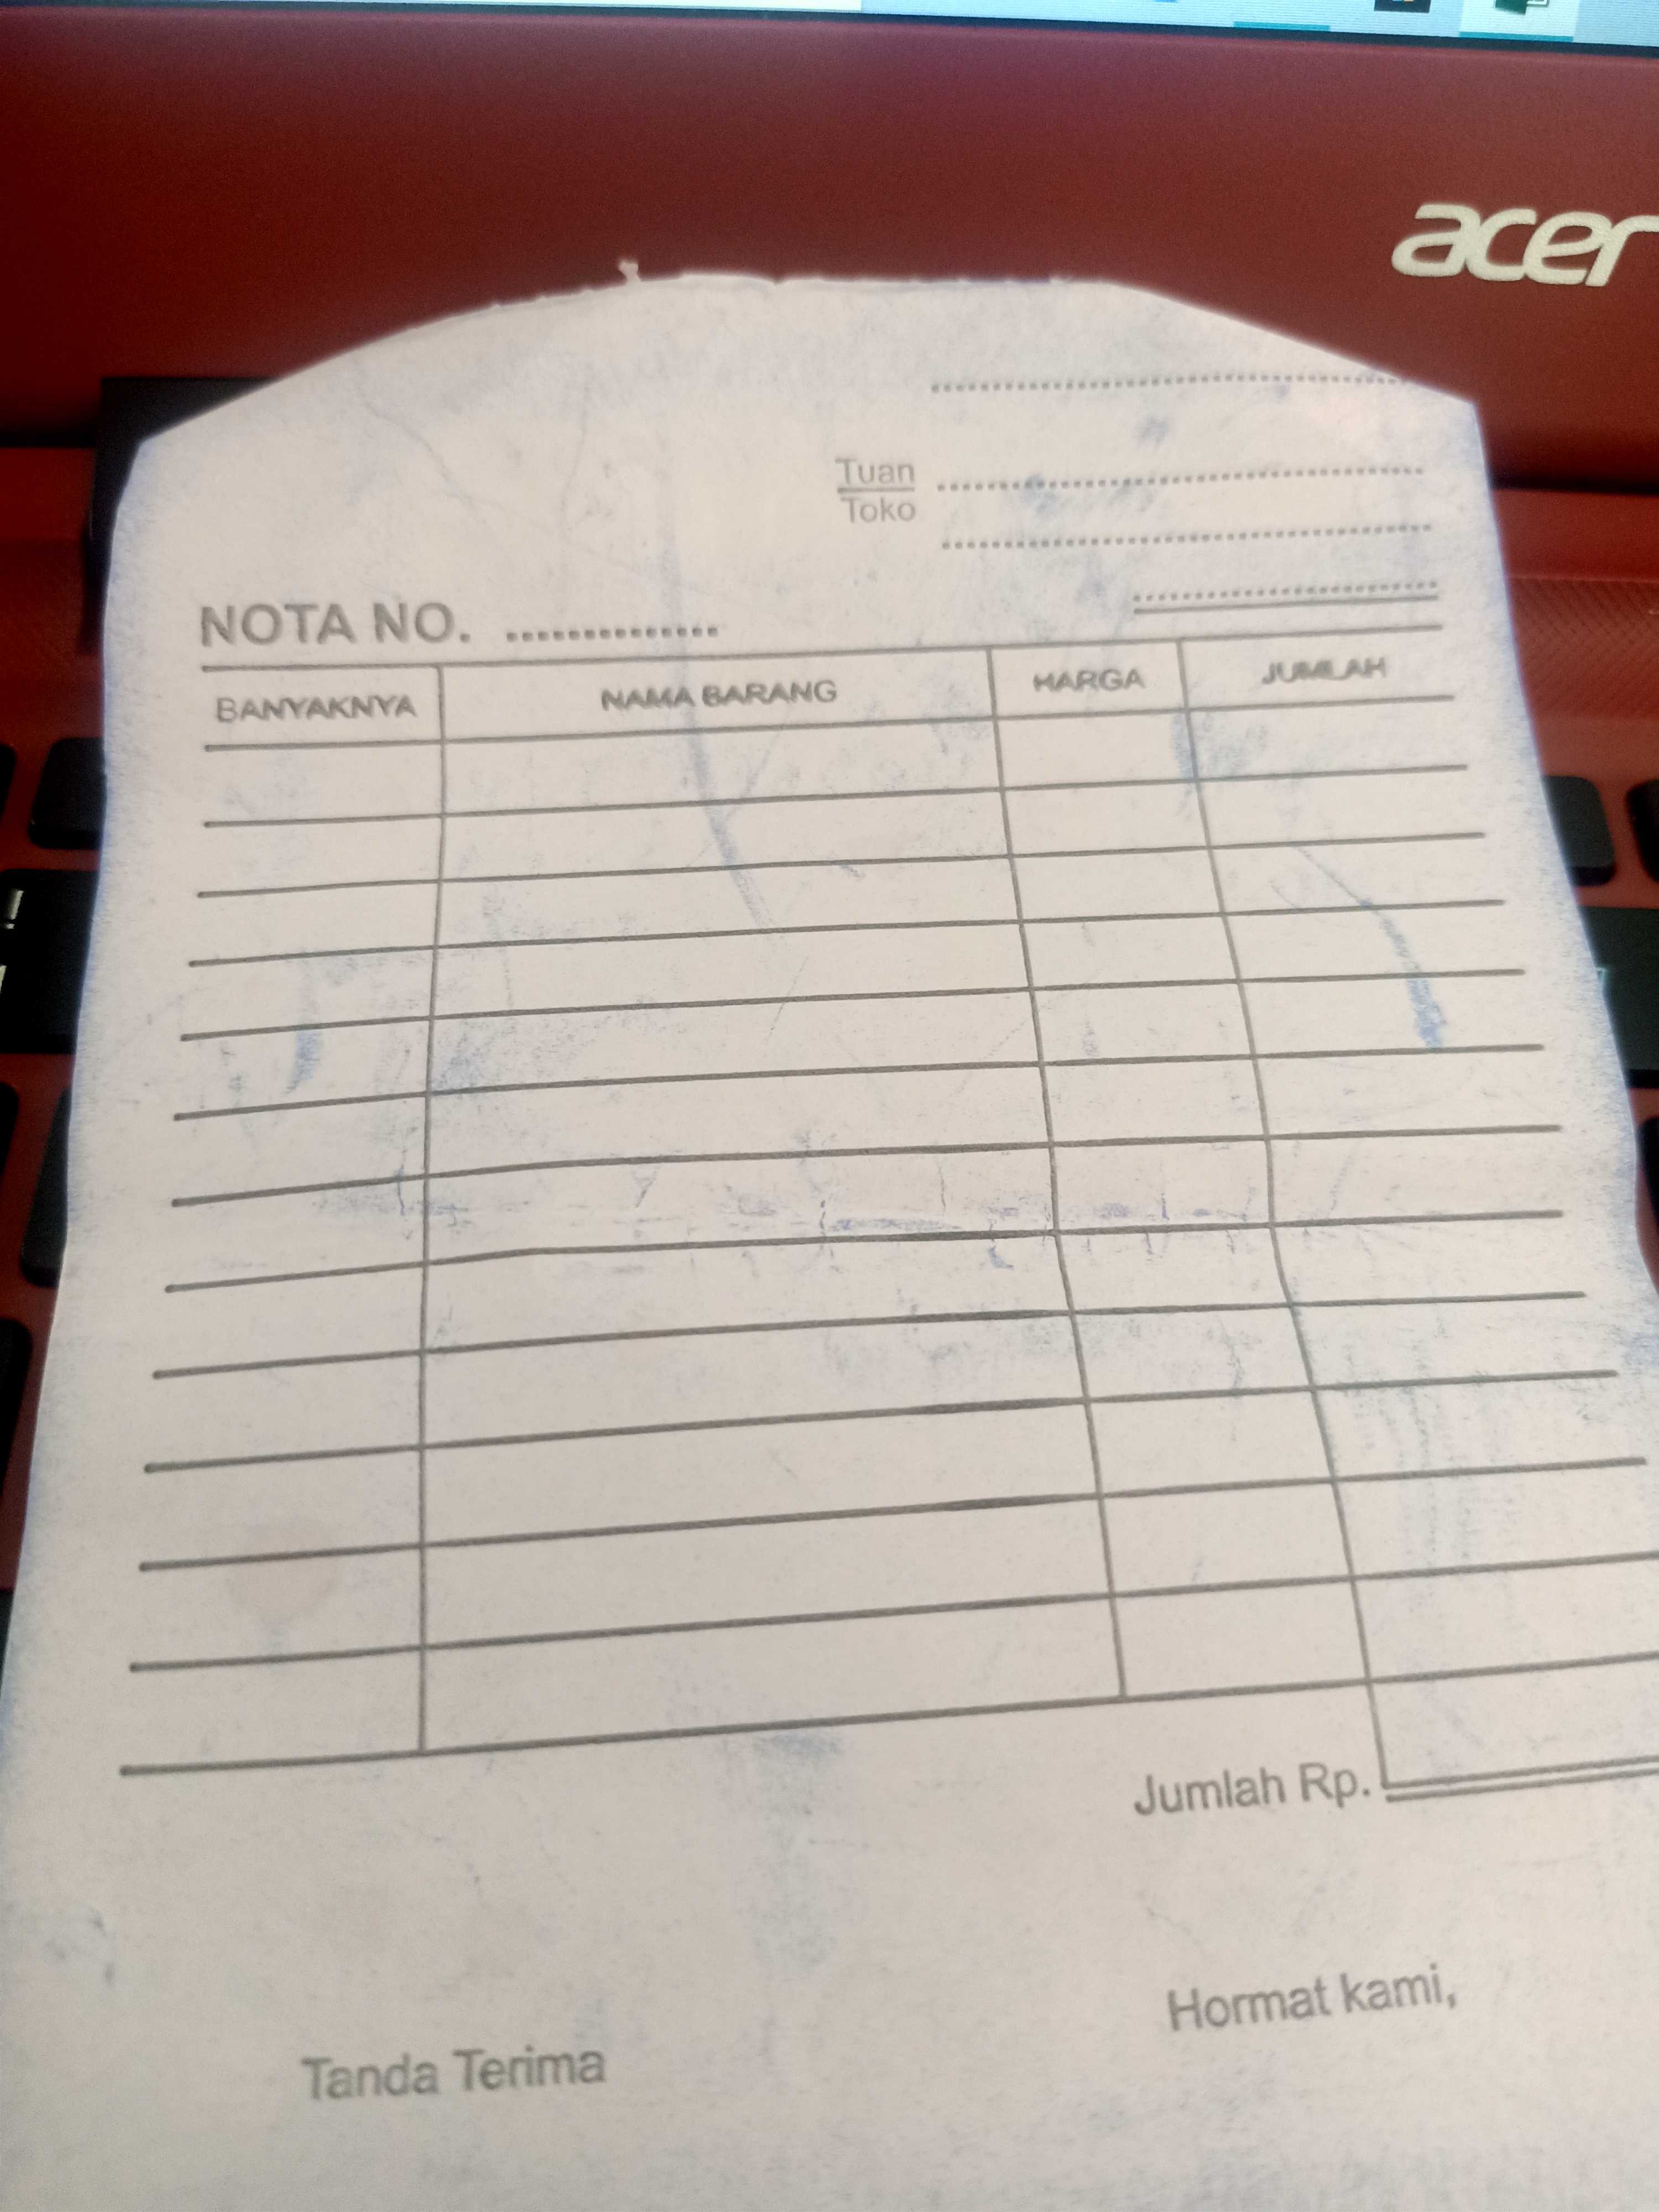 acer
Tuan
Toko
NOTA NO. ..............
BANYAKNYA NAMA BARANG HARGA JUMLAH
Jumlah Rp.
Hormat kami,
Tanda Terima